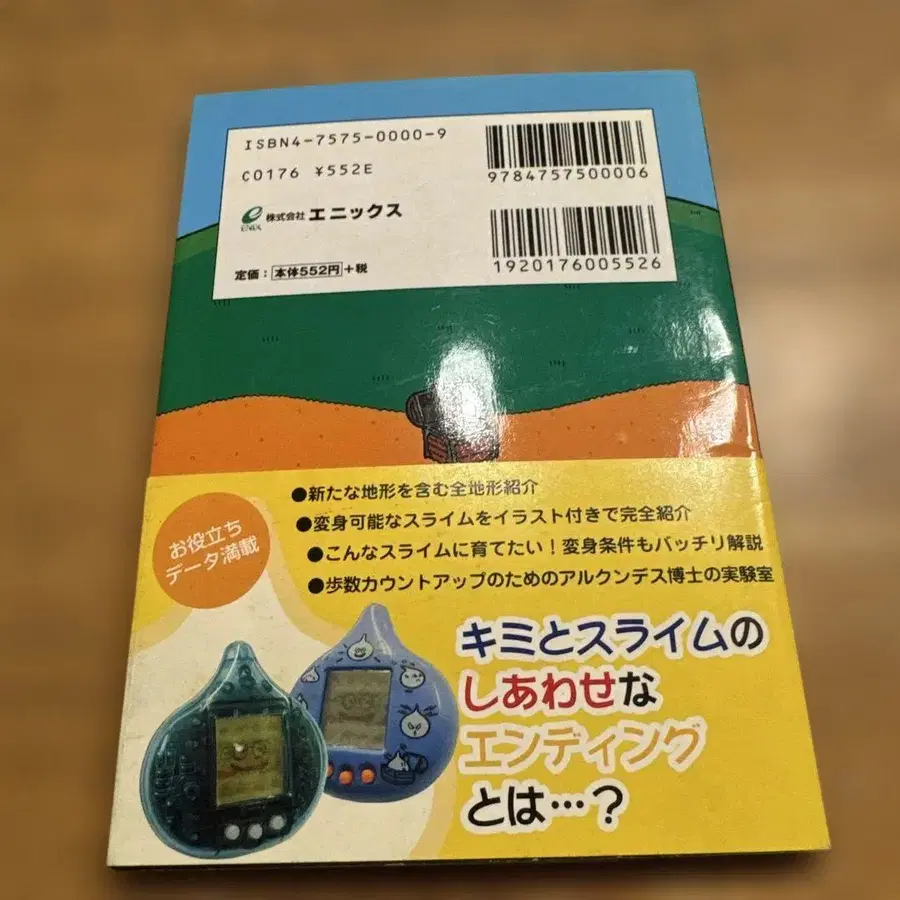 ISBN4-7575-0000-9
C0176 ¥552E
ENIX
株式会社 エニックス
定価：本体552円+税
9784757500006
1920176005526
お役立ち
データ満載
●新たな地形を含む全地形紹介
●変身可能なスライムをイラスト付きで完全紹介
●こんなスライムに育てたい！変身条件もバッチリ解説
●歩数カウントアップのためのアルクンデス博士の実験室
キミとスライムの
しあわせな
エンディング
とは…？